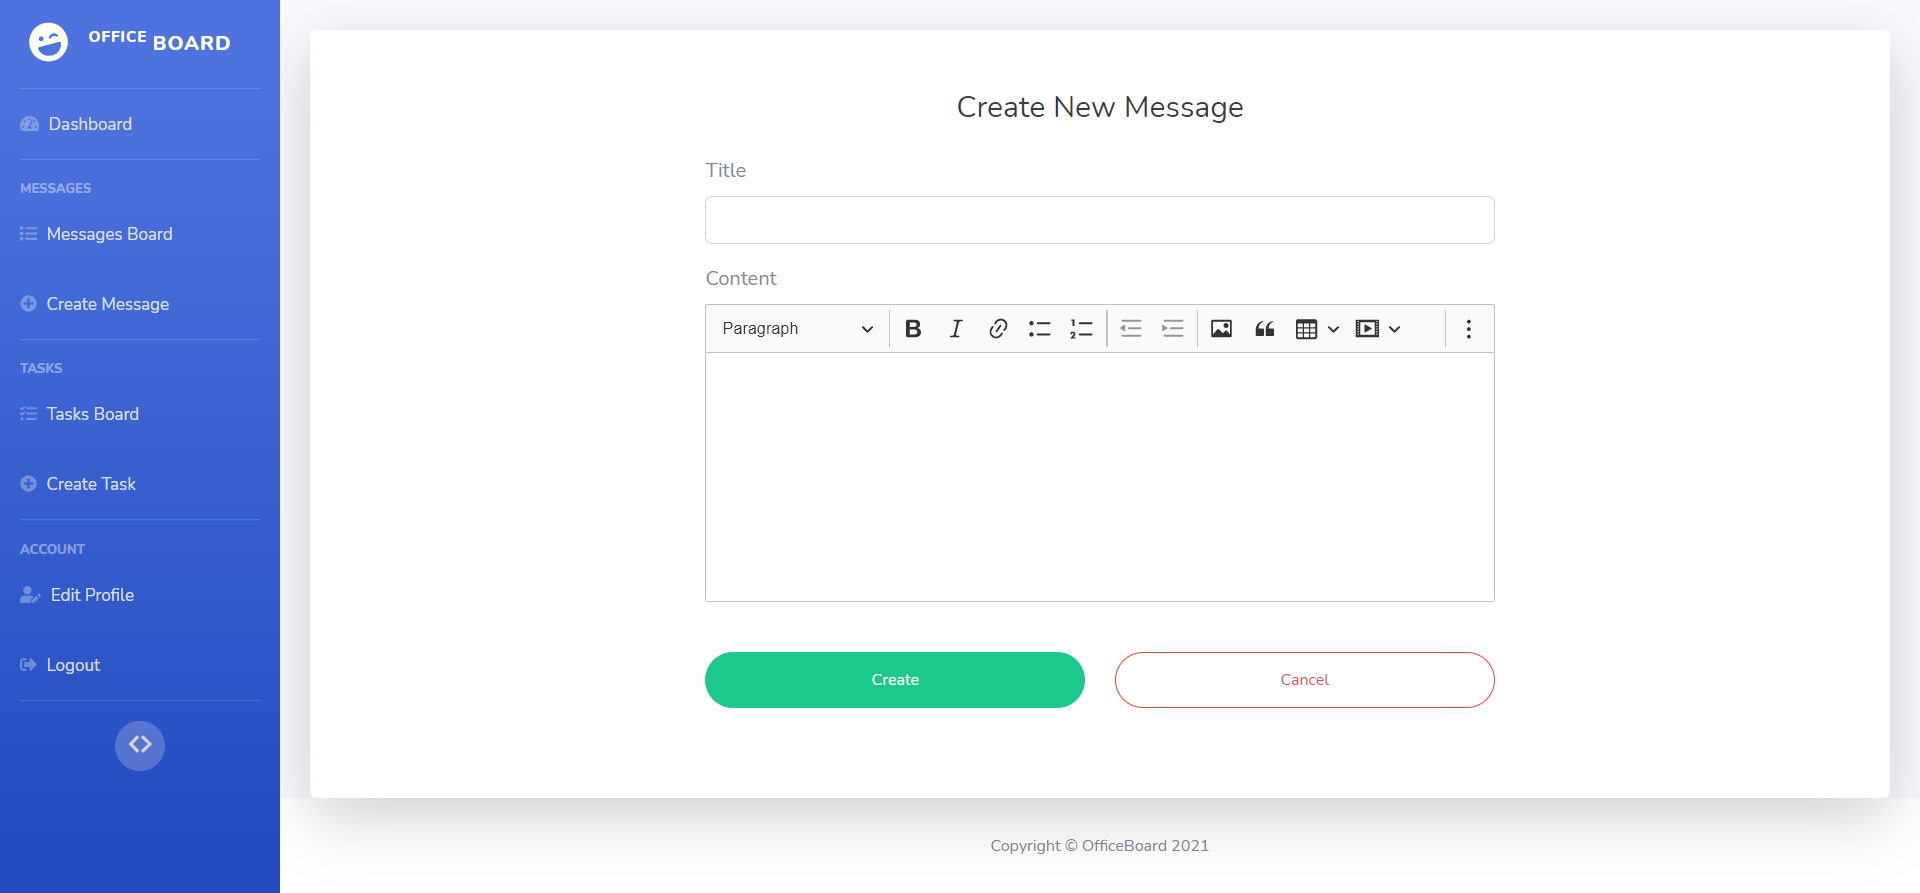 OFFICE BOARD
Dashboard
MESSAGES
Messages Board
Create Message
TASKS
Tasks Board
Create Task
ACCOUNT
Edit Profile
Logout
Create New Message
Title
Content
Paragraph
Create
Cancel
Copyright © OfficeBoard 2021